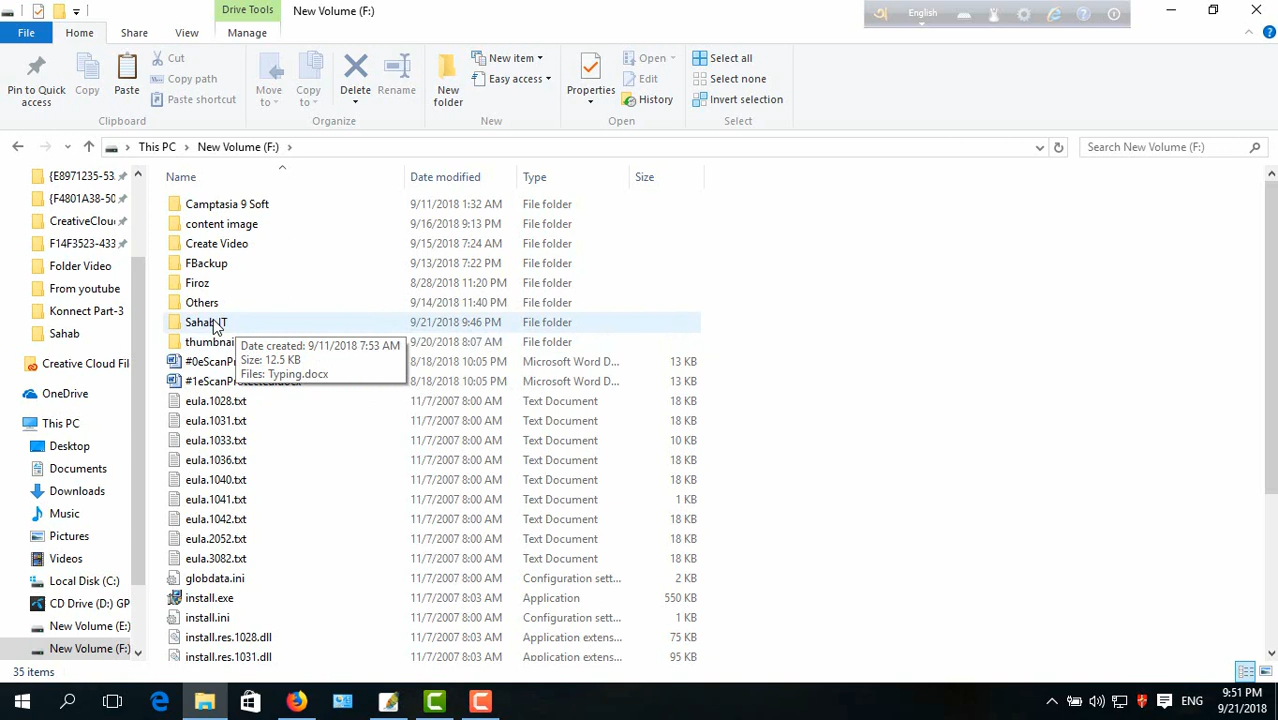 Drive Tools
New Volume (F:)
English
File
Home
Share
View
Manage
Pin to Quick access
Copy
Paste
Cut
Copy path
Paste shortcut
Clipboard
Move to
Copy to
Delete
Rename
Organize
New folder
New item
Easy access
New
Properties
Open
Edit
History
Open
Select all
Select none
Invert selection
Select
This PC
New Volume (F:)
Search New Volume (F:)
{E8971235-53
{F4801A38-50
CreativeCloud
F14F3523-433
Folder Video
From youtube
Konnect Part-3
Sahab
Creative Cloud Fil
OneDrive
This PC
Desktop
Documents
Downloads
Music
Pictures
Videos
Local Disk (C:)
CD Drive (D:) GP
New Volume (E:)
New Volume (F:)
Name Date modified Type Size
Camptasia 9 Soft 9/11/2018 1:32 AM File folder
content image 9/16/2018 9:13 PM File folder
Create Video 9/15/2018 7:24 AM File folder
FBackup 9/13/2018 7:22 PM File folder
Firoz 8/28/2018 11:20 PM File folder
Others 9/14/2018 11:40 PM File folder
Sahab IT 9/21/2018 9:46 PM File folder
thumbnai 9/20/2018 8:07 AM File folder
#0eScanPr 8/18/2018 10:05 PM Microsoft Word D... 13 KB
#1eScanProtected.docx 8/18/2018 10:05 PM Microsoft Word D... 13 KB
Date created: 9/11/2018 7:53 AM
Size: 12.5 KB
Files: Typing.docx
eula.1028.txt 11/7/2007 8:00 AM Text Document 18 KB
eula.1031.txt 11/7/2007 8:00 AM Text Document 18 KB
eula.1033.txt 11/7/2007 8:00 AM Text Document 10 KB
eula.1036.txt 11/7/2007 8:00 AM Text Document 18 KB
eula.1040.txt 11/7/2007 8:00 AM Text Document 18 KB
eula.1041.txt 11/7/2007 8:00 AM Text Document 1 KB
eula.1042.txt 11/7/2007 8:00 AM Text Document 18 KB
eula.2052.txt 11/7/2007 8:00 AM Text Document 18 KB
eula.3082.txt 11/7/2007 8:00 AM Text Document 18 KB
globdata.ini 11/7/2007 8:00 AM Configuration sett... 2 KB
install.exe 11/7/2007 8:03 AM Application 550 KB
install.ini 11/7/2007 8:00 AM Configuration sett... 1 KB
install.res.1028.dll 11/7/2007 8:03 AM Application extens... 75 KB
install.res.1031.dll 11/7/2007 8:03 AM Application extens... 95 KB
35 items
ENG
9:51 PM
9/21/2018